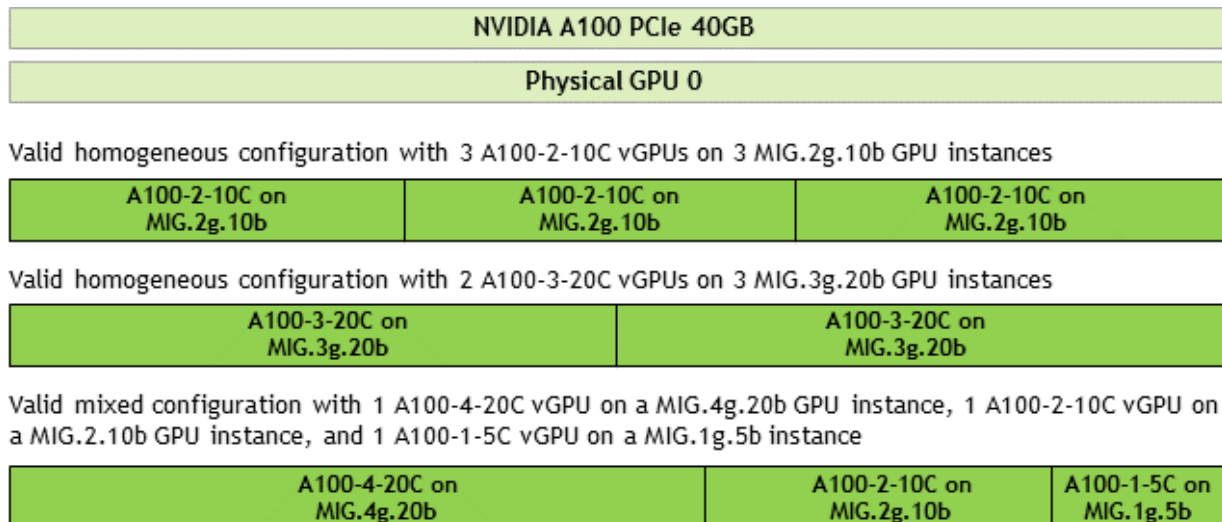 NVIDIA A100 PCIe 40GB
Physical GPU 0
Valid homogeneous configuration with 3 A100-2-10C vGPUs on 3 MIG.2g.10b GPU instances
A100-2-10C on A100-2-10C on A100-2-10C on
MIG.2g.10b MIG.2g.10b MIG.2g.10b
Valid homogeneous configuration with 2 A100-3-20C vGPUs on 3 MIG.3g.20b GPU instances
A100-3-20C on A100-3-20C on
MIG.3g.20b MIG.3g.20b
Valid mixed configuration with 1 A100-4-20C vGPU on a MIG.4g.20b GPU instance, 1 A100-2-10C vGPU on
a MIG.2.10b GPU instance, and 1 A100-1-5C vGPU on a MIG.1g.5b instance
A100-4-20C on A100-2-10C on A100-1-5C on
MIG.4g.20b MIG.2g.10b MIG.1g.5b